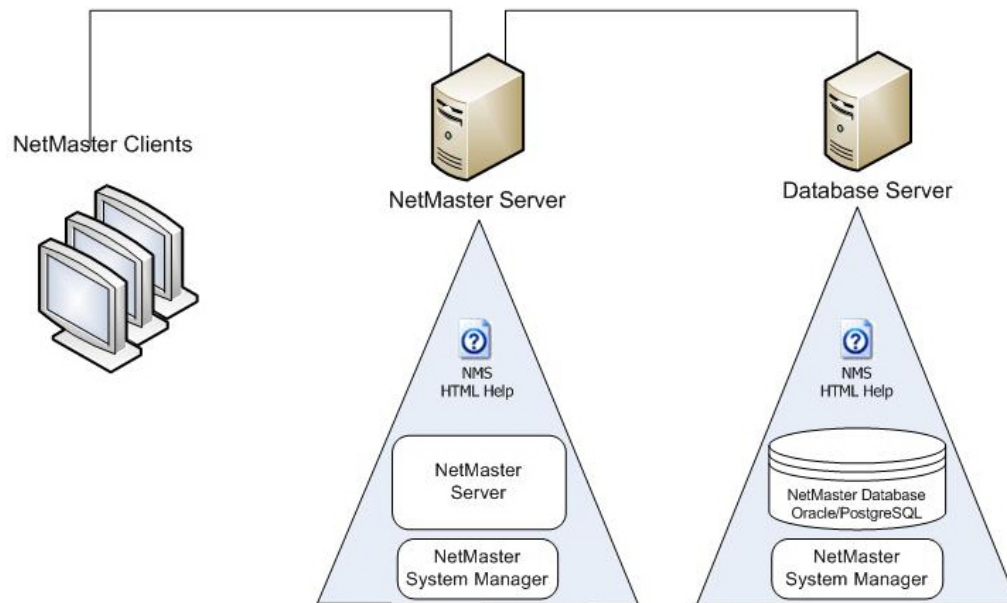 NetMaster Clients
NetMaster Server
Database Server
NMS
HTML Help
NetMaster
Server
NetMaster
System Manager
NMS
HTML Help
NetMaster Database
Oracle/PostgreSQL
NetMaster
System Manager